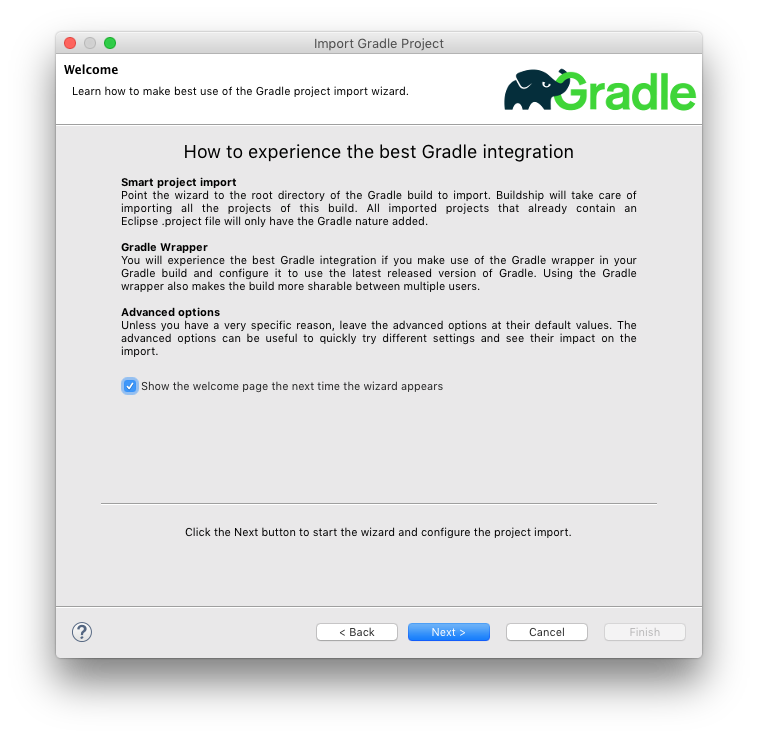 Import Gradle Project
Welcome
Learn how to make best use of the Gradle project import wizard.
Gradle
How to experience the best Gradle integration
Smart project import
Point the wizard to the root directory of the Gradle build to import. Buildship will take care of
importing all the projects of this build. All imported projects that already contain an
Eclipse .project file will only have the Gradle nature added.
Gradle Wrapper
You will experience the best Gradle integration if you make use of the Gradle wrapper in your
Gradle build and configure it to use the latest released version of Gradle. Using the Gradle
wrapper also makes the build more sharable between multiple users.
Advanced options
Unless you have a very specific reason, leave the advanced options at their default values. The
advanced options can be useful to quickly try different settings and see their impact on the
import.
Show the welcome page the next time the wizard appears
Click the Next button to start the wizard and configure the project import.
? < Back Next > Cancel Finish